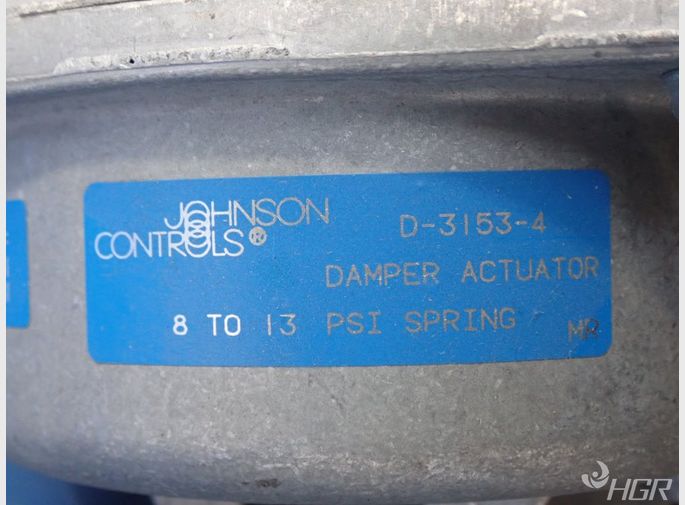 JOHNSON
CONTROLS®
D-3153-4
DAMPER ACTUATOR
8 TO 13 PSI SPRING
MR
HGR